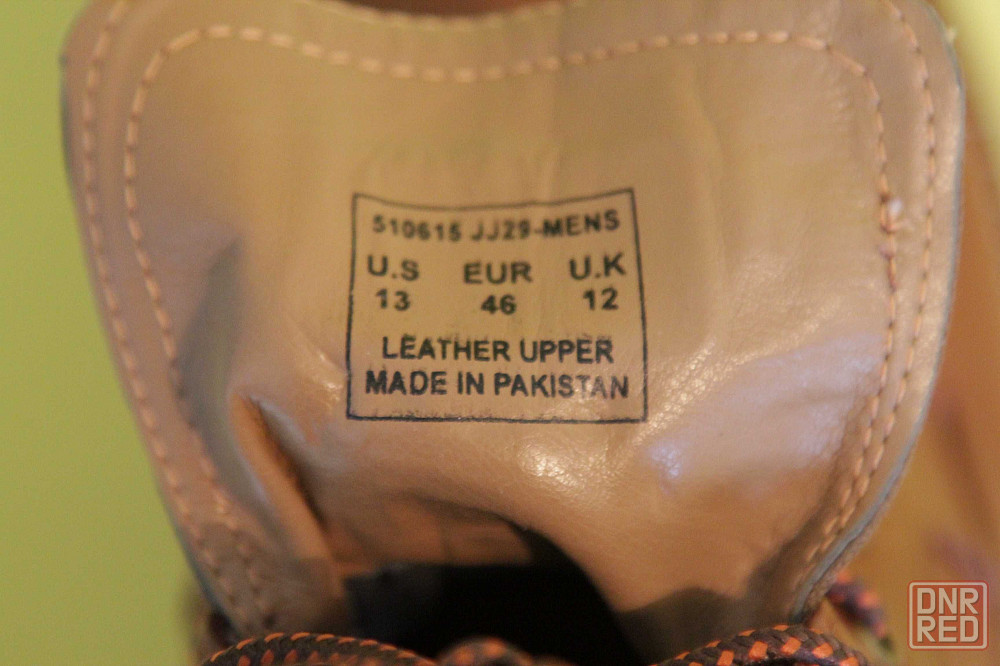 510615 JJ29-MENS
U.S EUR U.K
13 46 12
LEATHER UPPER
MADE IN PAKISTAN
DNR
RED